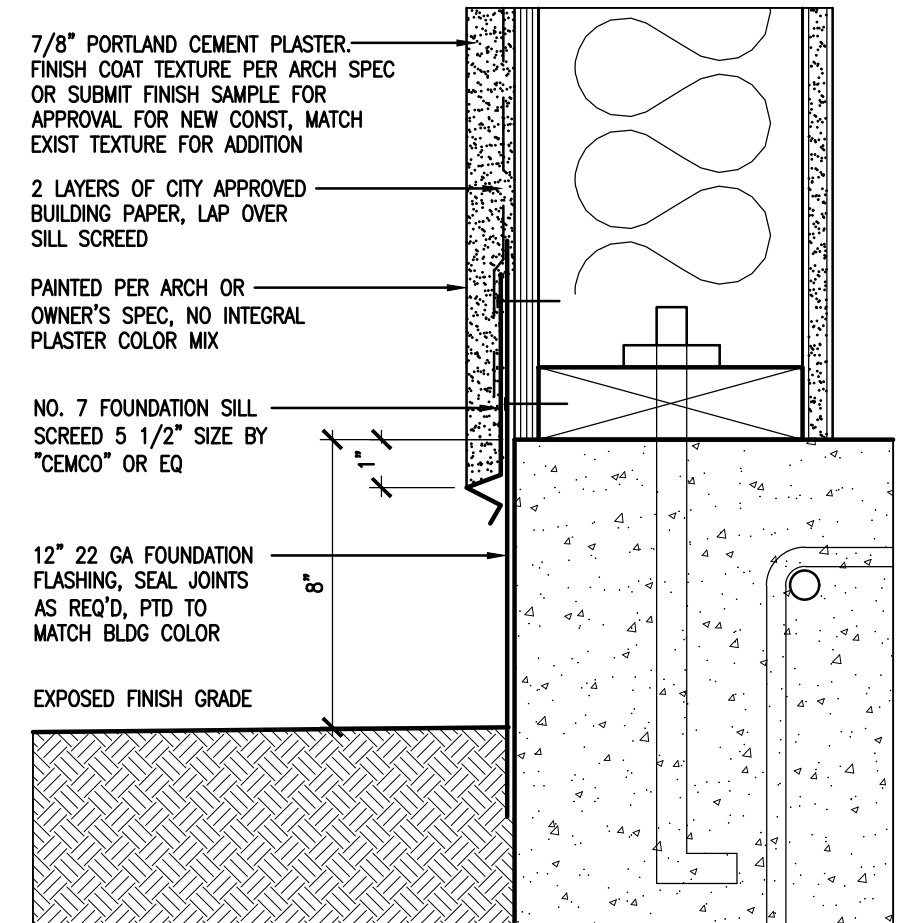 7/8" PORTLAND CEMENT PLASTER.
FINISH COAT TEXTURE PER ARCH SPEC
OR SUBMIT FINISH SAMPLE FOR
APPROVAL FOR NEW CONST, MATCH
EXIST TEXTURE FOR ADDITION
2 LAYERS OF CITY APPROVED
BUILDING PAPER, LAP OVER
SILL SCREED
PAINTED PER ARCH OR
OWNER'S SPEC, NO INTEGRAL
PLASTER COLOR MIX
NO. 7 FOUNDATION SILL
SCREED 5 1/2" SIZE BY
"CEMCO" OR EQ
1"
12" 22 GA FOUNDATION
FLASHING, SEAL JOINTS
AS REQ'D, PTD TO
MATCH BLDG COLOR
8"
EXPOSED FINISH GRADE